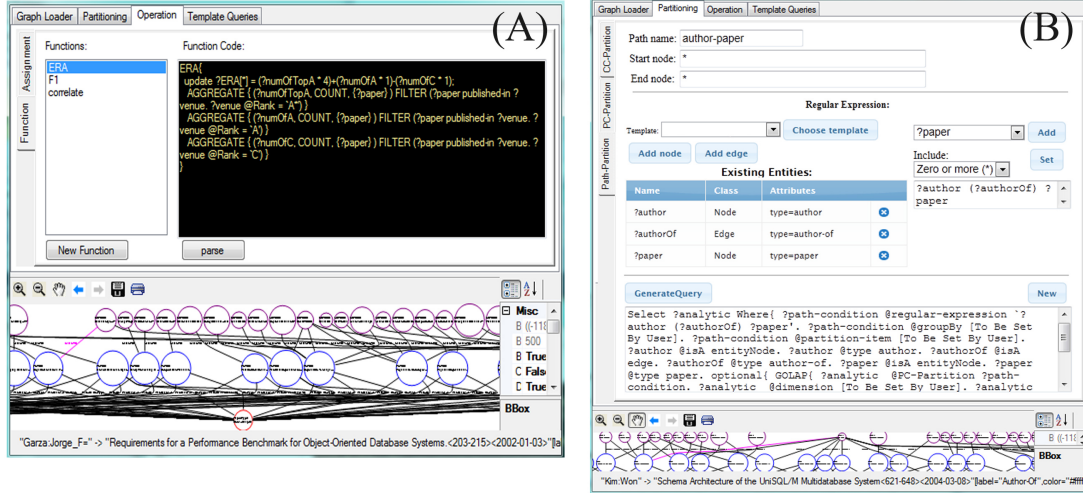 Graph Loader Partitioning Operation Template Queries
(A)
Assignment
Function
Functions:
ERA
F1
correlate
New Function
Function Code:
ERA{
update ?ERA[*] = (?numOfTopA * 4)+(?numOfA * 1)-(?numOfC * 1);
AGGREGATE { (?numOfTopA, COUNT, {?paper} ) FILTER (?paper published-in ?
venue. ?venue @Rank = `A*') }
AGGREGATE { (?numOfA, COUNT, {?paper} ) FILTER (?paper published-in ?venue. ?
venue @Rank = `A') }
AGGREGATE { (?numOfC, COUNT, {?paper} ) FILTER (?paper published-in ?venue. ?
venue @Rank = `C') }
}
parse
Misc
B ((-118
B 500
B True
C False
C True
BBox
"Garza:Jorge_F=" -> "Requirements for a Performance Benchmark for Object-Oriented Database Systems.<203-215><2002-01-03>"[la
Graph Loader Partitioning Operation Template Queries
(B)
CC-Partition
PC-Partition
Path-Partition
Path name: author-paper
Start node: *
End node: *
Regular Expression:
Template: Choose template
Add node Add edge
?paper Add
Include:
Zero or more (*) Set
?author (?authorOf) ?
paper
Existing Entities:
Name Class Attributes
?author Node type=author
?authorOf Edge type=author-of
?paper Node type=paper
GenerateQuery New
Select ?analytic Where{ ?path-condition @regular-expression `?
author (?authorOf) ?paper'. ?path-condition @groupBy [To Be Set
By User]. ?path-condition @partition-item [To Be Set By User].
?author @isA entityNode. ?author @type author. ?authorOf @isA
edge. ?authorOf @type author-of. ?paper @isA entityNode. ?paper
@type paper. optional{ GOLAP{ ?analytic @PC-Partition ?path-
condition. ?analytic @dimension [To Be Set By User]. ?analytic
B ((-118
BBox
"Kim:Won" -> "Schema Architecture of the UniSQL/M Multidatabase System<621-648><2004-03-08>"[label="Author-Of",color="#fff